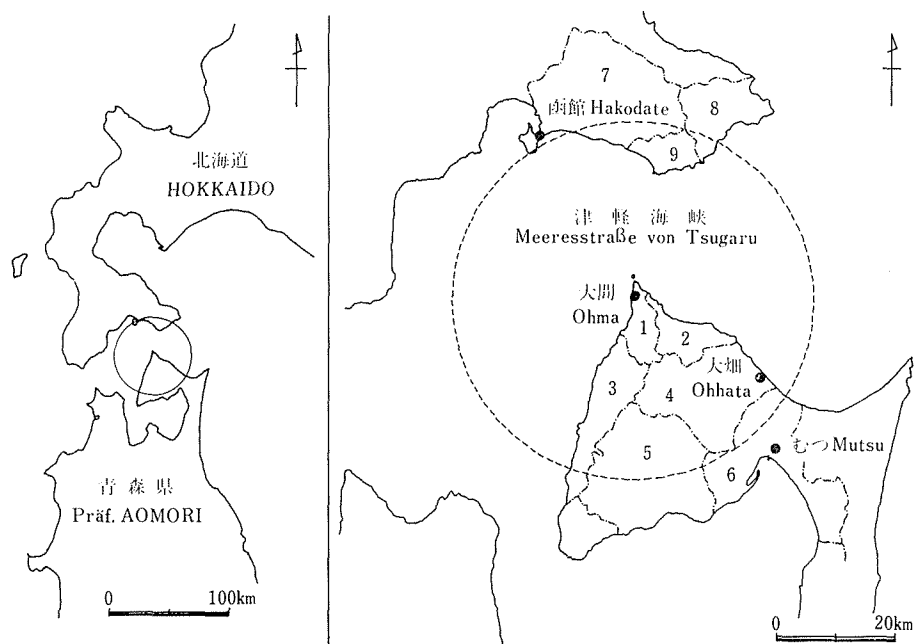 北海道
HOKKAIDO
青森県
Präf. AOMORI
0 100km
7
函館 Hakodate
8
9
津軽海峡
Meeresstraße von Tsugaru
大間
Ohma
1
2
大畑
Ohhata
3
4
5
6
むつ Mutsu
0 20km